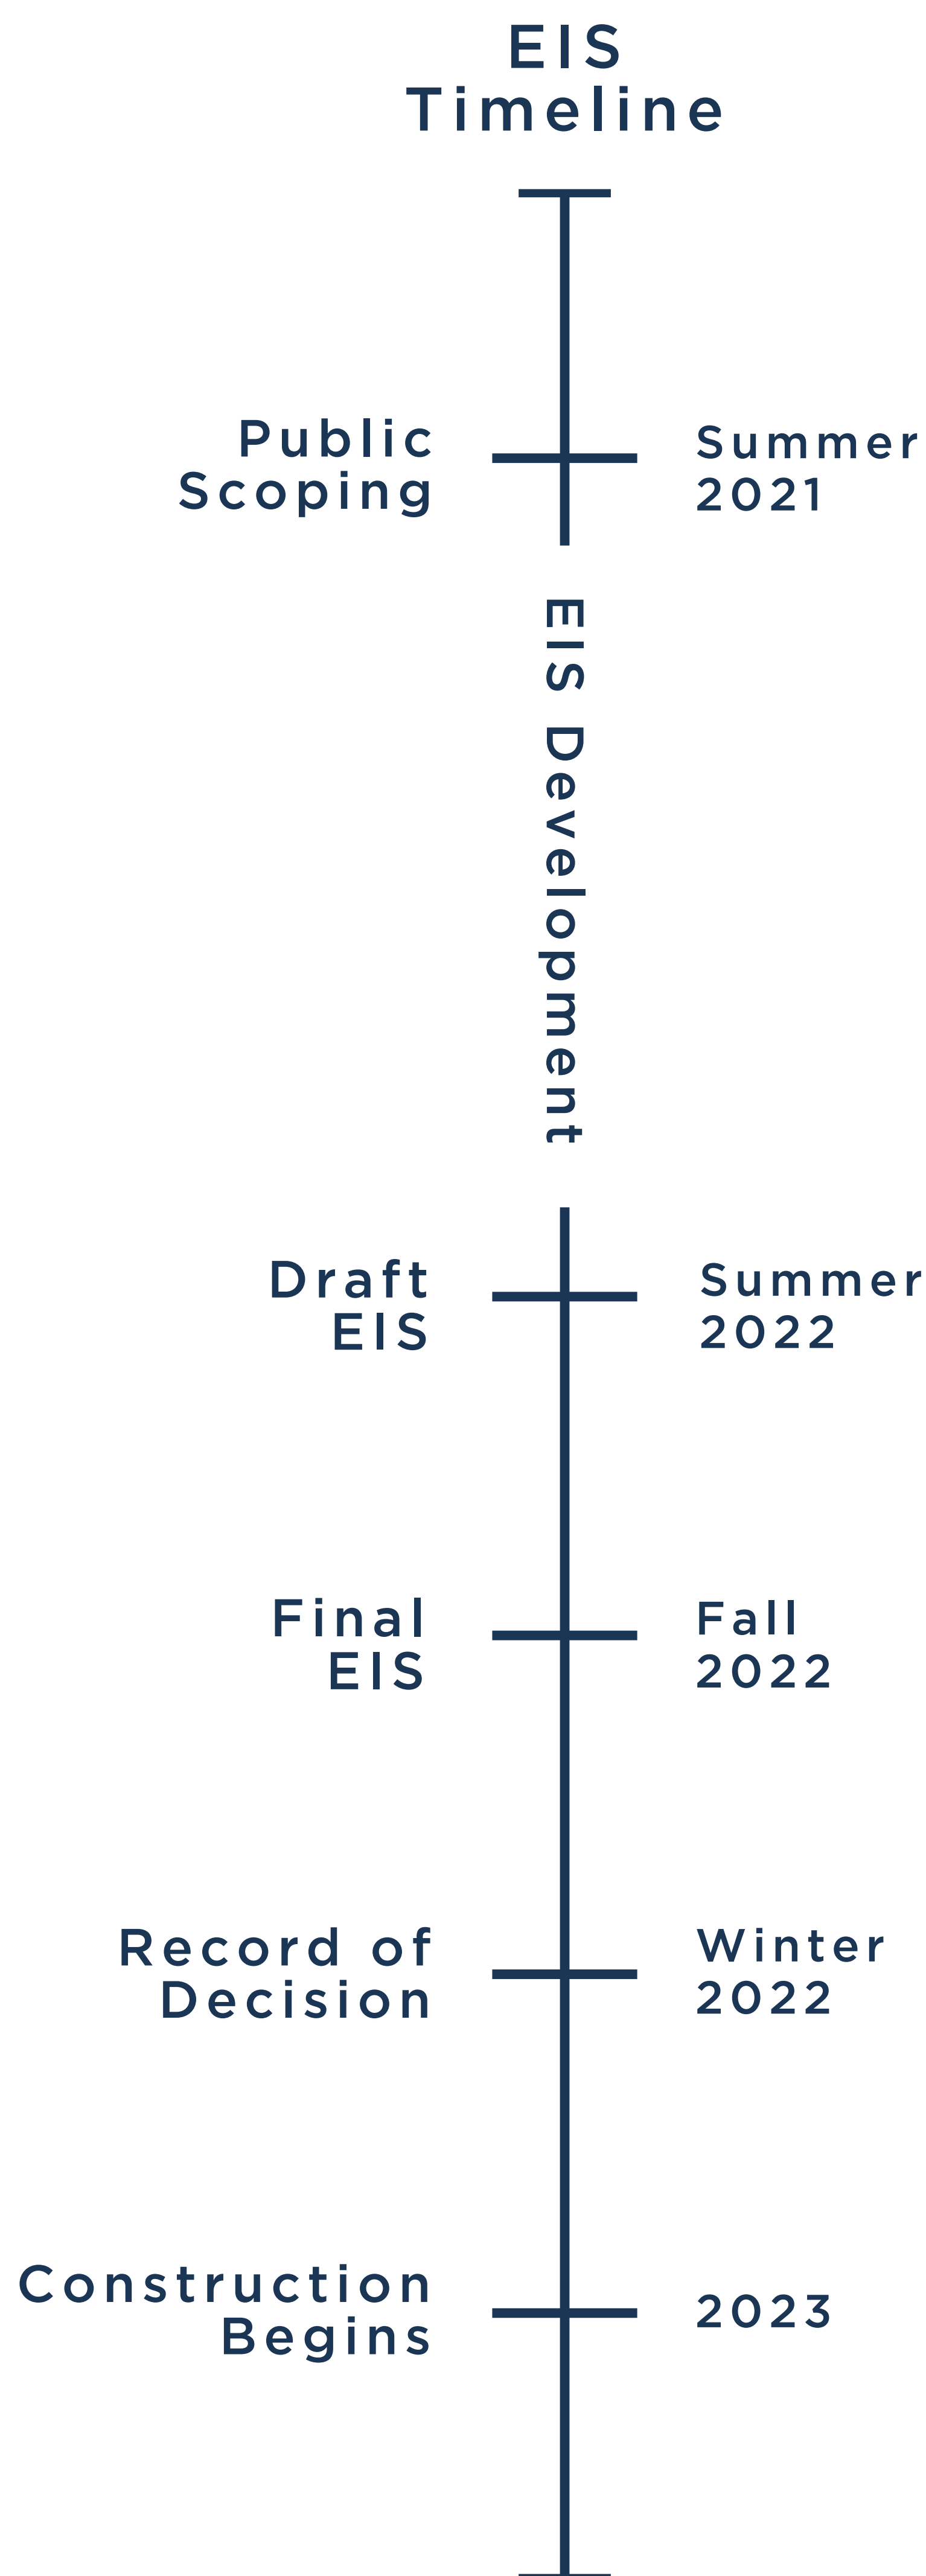 EIS
Timeline
Public
Scoping
Summer
2021
EIS Development
Draft
EIS
Summer
2022
Final
EIS
Fall
2022
Record of
Decision
Winter
2022
Construction
Begins
2023